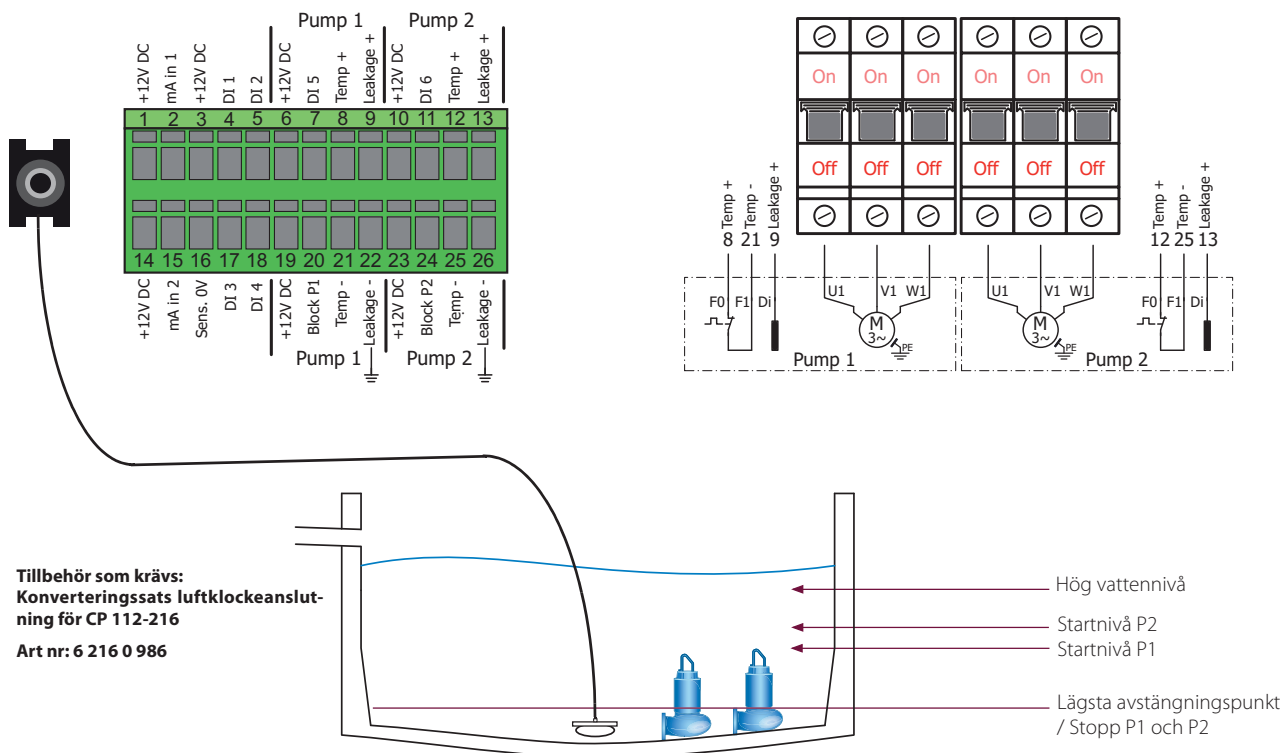 Pump 1
Pump 2
+12V DC
mA in 1
+12V DC
DI 1
DI 2
+12V DC
DI 5
Temp +
Leakage +
+12V DC
DI 6
Temp +
Leakage +
1 2 3 4 5 6 7 8 9 10 11 12 13
14 15 16 17 18 19 20 21 22 23 24 25 26
+12V DC
mA in 2
Sens. 0V
DI 3
DI 4
+12V DC
Block P1
Temp -
Leakage -
+12V DC
Block P2
Temp -
Leakage -
Pump 1
Pump 2
On On On On On On
Off Off Off Off Off Off
8 Temp +
21 Temp -
9 Leakage +
12 Temp +
25 Temp -
13 Leakage +
F0 F1 Di
U1 V1 W1
M
3~
PE
Pump 1
U1 V1 W1
M
3~
PE
F0 F1 Di
Pump 2
Tillbehör som krävs:
Konverteringssats luftklockeanslut-
ning för CP 112-216
Art nr: 6 216 0 986
Hög vattennivå
Startnivå P2
Startnivå P1
Lägsta avstängningspunkt
/ Stopp P1 och P2